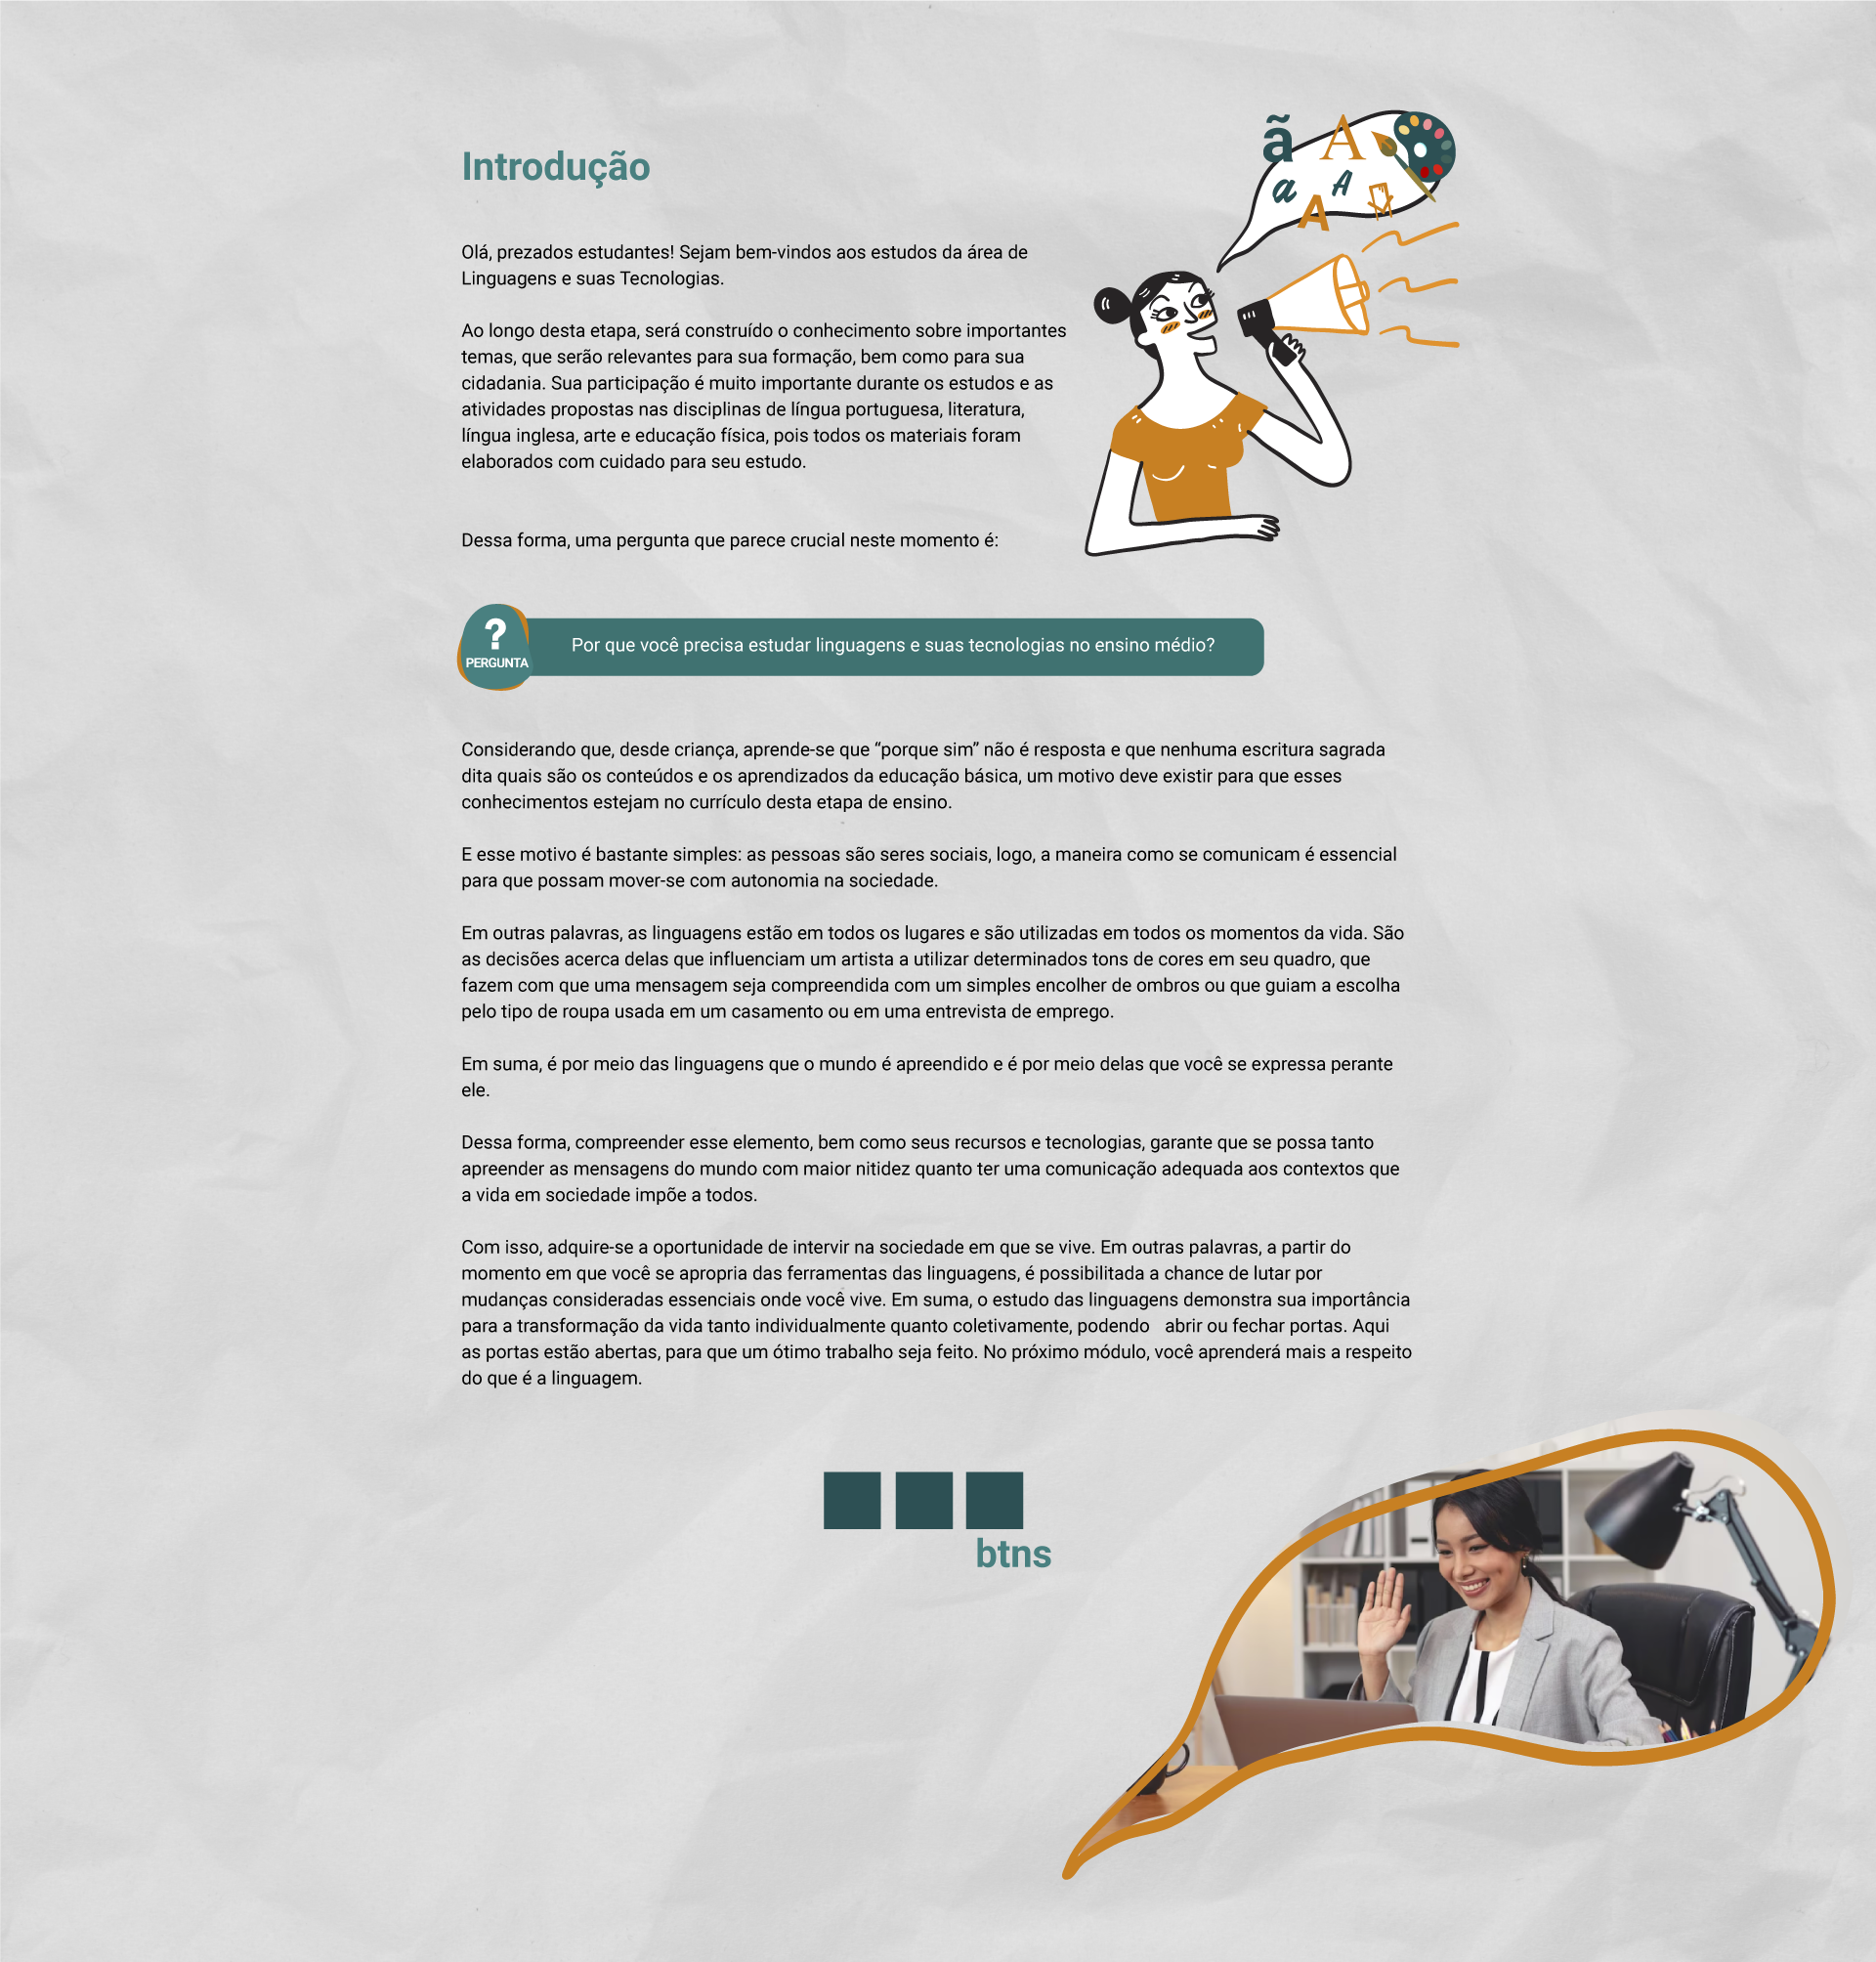 ã A
a A
A A
Introdução
Olá, prezados estudantes! Sejam bem-vindos aos estudos da área de
Linguagens e suas Tecnologias.
Ao longo desta etapa, será construído o conhecimento sobre importantes
temas, que serão relevantes para sua formação, bem como para sua
cidadania. Sua participação é muito importante durante os estudos e as
atividades propostas nas disciplinas de língua portuguesa, literatura,
língua inglesa, arte e educação física, pois todos os materiais foram
elaborados com cuidado para seu estudo.
Dessa forma, uma pergunta que parece crucial neste momento é:
?
PERGUNTA
Por que você precisa estudar linguagens e suas tecnologias no ensino médio?
Considerando que, desde criança, aprende-se que “porque sim” não é resposta e que nenhuma escritura sagrada
dita quais são os conteúdos e os aprendizados da educação básica, um motivo deve existir para que esses
conhecimentos estejam no currículo desta etapa de ensino.
E esse motivo é bastante simples: as pessoas são seres sociais, logo, a maneira como se comunicam é essencial
para que possam mover-se com autonomia na sociedade.
Em outras palavras, as linguagens estão em todos os lugares e são utilizadas em todos os momentos da vida. São
as decisões acerca delas que influenciam um artista a utilizar determinados tons de cores em seu quadro, que
fazem com que uma mensagem seja compreendida com um simples encolher de ombros ou que guiam a escolha
pelo tipo de roupa usada em um casamento ou em uma entrevista de emprego.
Em suma, é por meio das linguagens que o mundo é apreendido e é por meio delas que você se expressa perante
ele.
Dessa forma, compreender esse elemento, bem como seus recursos e tecnologias, garante que se possa tanto
apreender as mensagens do mundo com maior nitidez quanto ter uma comunicação adequada aos contextos que
a vida em sociedade impõe a todos.
Com isso, adquire-se a oportunidade de intervir na sociedade em que se vive. Em outras palavras, a partir do
momento em que você se apropria das ferramentas das linguagens, é possibilitada a chance de lutar por
mudanças consideradas essenciais onde você vive. Em suma, o estudo das linguagens demonstra sua importância
para a transformação da vida tanto individualmente quanto coletivamente, podendo abrir ou fechar portas. Aqui
as portas estão abertas, para que um ótimo trabalho seja feito. No próximo módulo, você aprenderá mais a respeito
do que é a linguagem.
btns